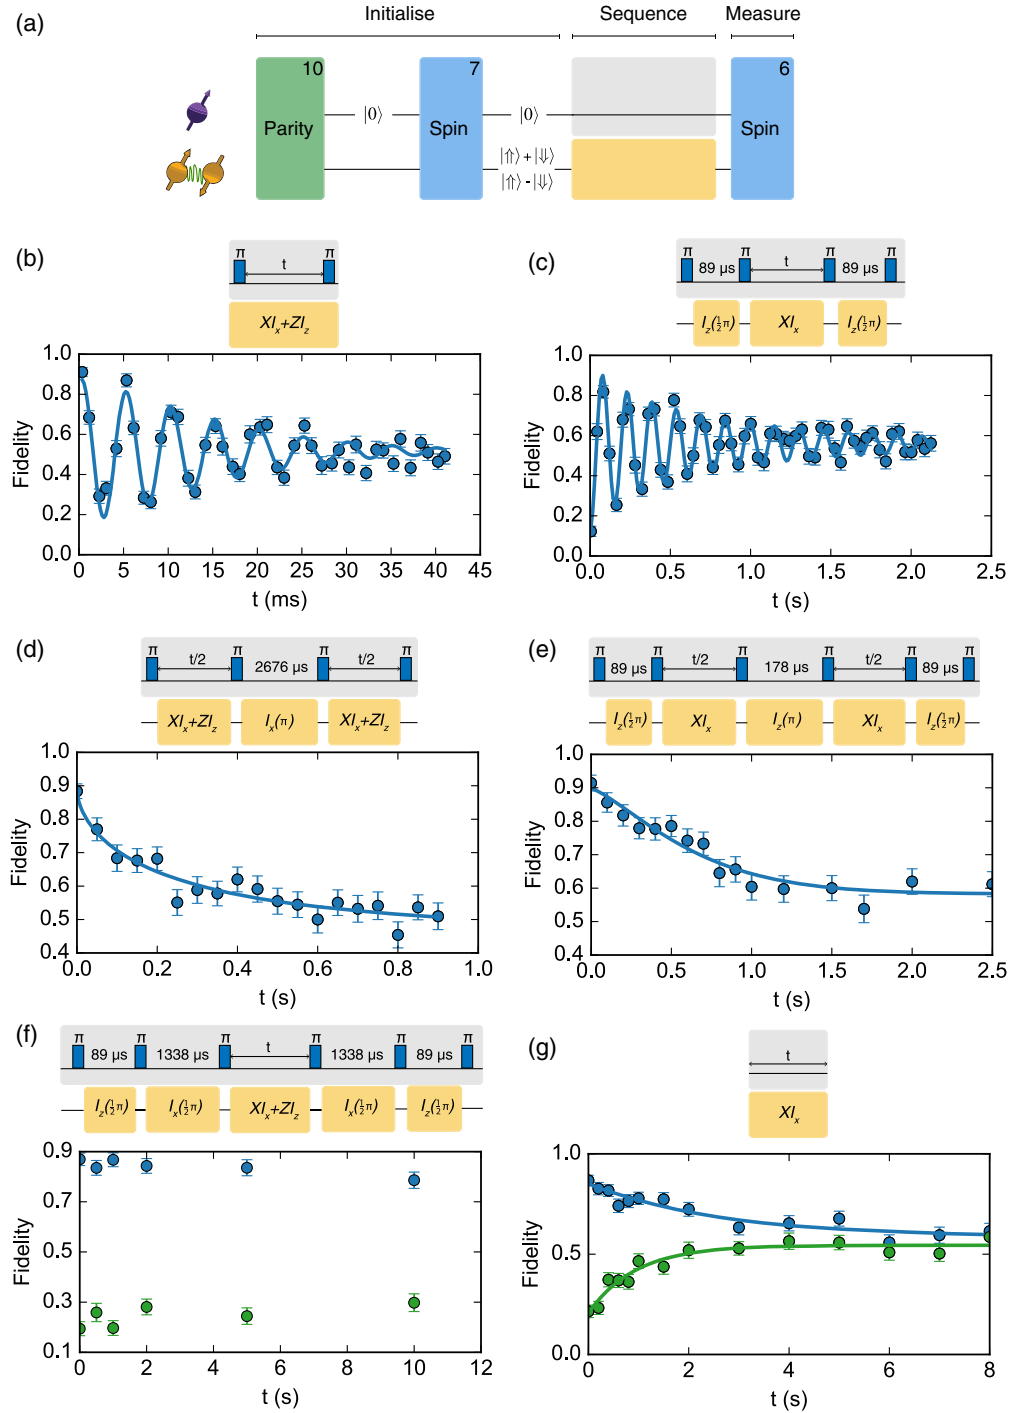 (a)
Initialise Sequence Measure
10 7 6
Parity |0⟩ Spin |0⟩ Spin
|⇑⟩+|⇓⟩
|⇑⟩-|⇓⟩
(b)
π t π
XI_x+ZI_z
1.0
0.8
0.6
0.4
0.2
0.0
Fidelity
0 5 10 15 20 25 30 35 40 45
t (ms)
(c)
π 89 µs π t π 89 µs π
I_z(½π) XI_x I_z(½π)
1.0
0.8
0.6
0.4
0.2
0.0
Fidelity
0.0 0.5 1.0 1.5 2.0 2.5
t (s)
(d)
π t/2 π 2676 µs π t/2 π
XI_x+ZI_z I_x(π) XI_x+ZI_z
1.0
0.9
0.8
0.7
0.6
0.5
0.4
Fidelity
0.0 0.2 0.4 0.6 0.8 1.0
t (s)
(e)
π 89 µs π t/2 π 178 µs π t/2 π 89 µs π
I_z(½π) XI_x I_z(π) XI_x I_z(½π)
1.0
0.9
0.8
0.7
0.6
0.5
0.4
Fidelity
0.0 0.5 1.0 1.5 2.0 2.5
t (s)
(f)
π 89 µs π 1338 µs π t π 1338 µs π 89 µs π
I_z(½π) I_x(½π) XI_x+ZI_z I_x(½π) I_z(½π)
0.9
0.7
0.5
0.3
0.1
Fidelity
0 2 4 6 8 10 12
t (s)
(g)
t
XI_x
1.0
0.5
0.0
Fidelity
0 2 4 6 8
t (s)